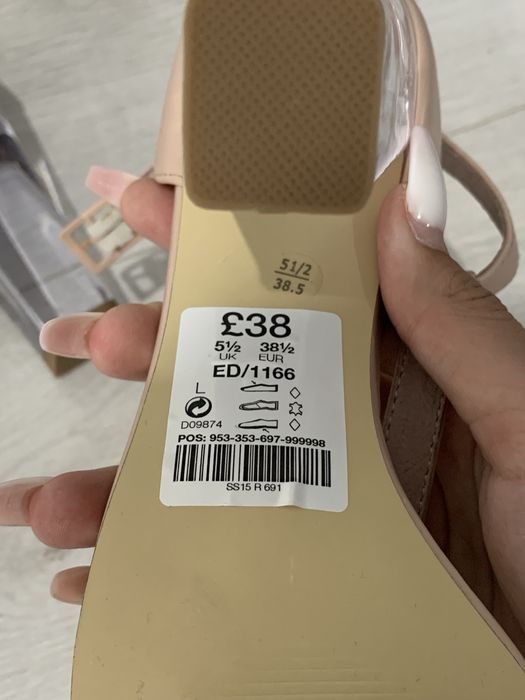 51/2
38.5
£38
5½ 38½
UK EUR
ED/1166
L
D09874
POS: 953-353-697-999998
SS15 R 691